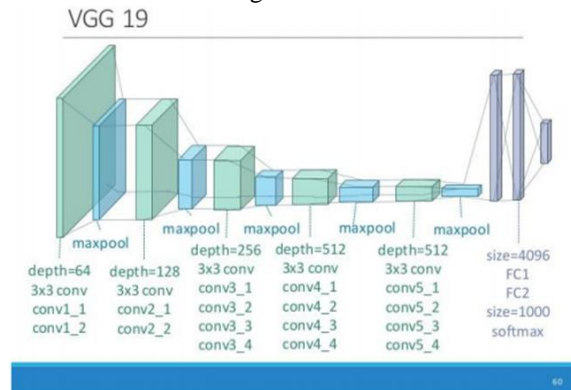 VGG 19
maxpool
maxpool
maxpool
maxpool
maxpool
depth=64
3x3 conv
conv1_1
conv1_2
depth=128
3x3 conv
conv2_1
conv2_2
depth=256
3x3 conv
conv3_1
conv3_2
conv3_3
conv3_4
depth=512
3x3 conv
conv4_1
conv4_2
conv4_3
conv4_4
depth=512
3x3 conv
conv5_1
conv5_2
conv5_3
conv5_4
size=4096
FC1
FC2
size=1000
softmax
60